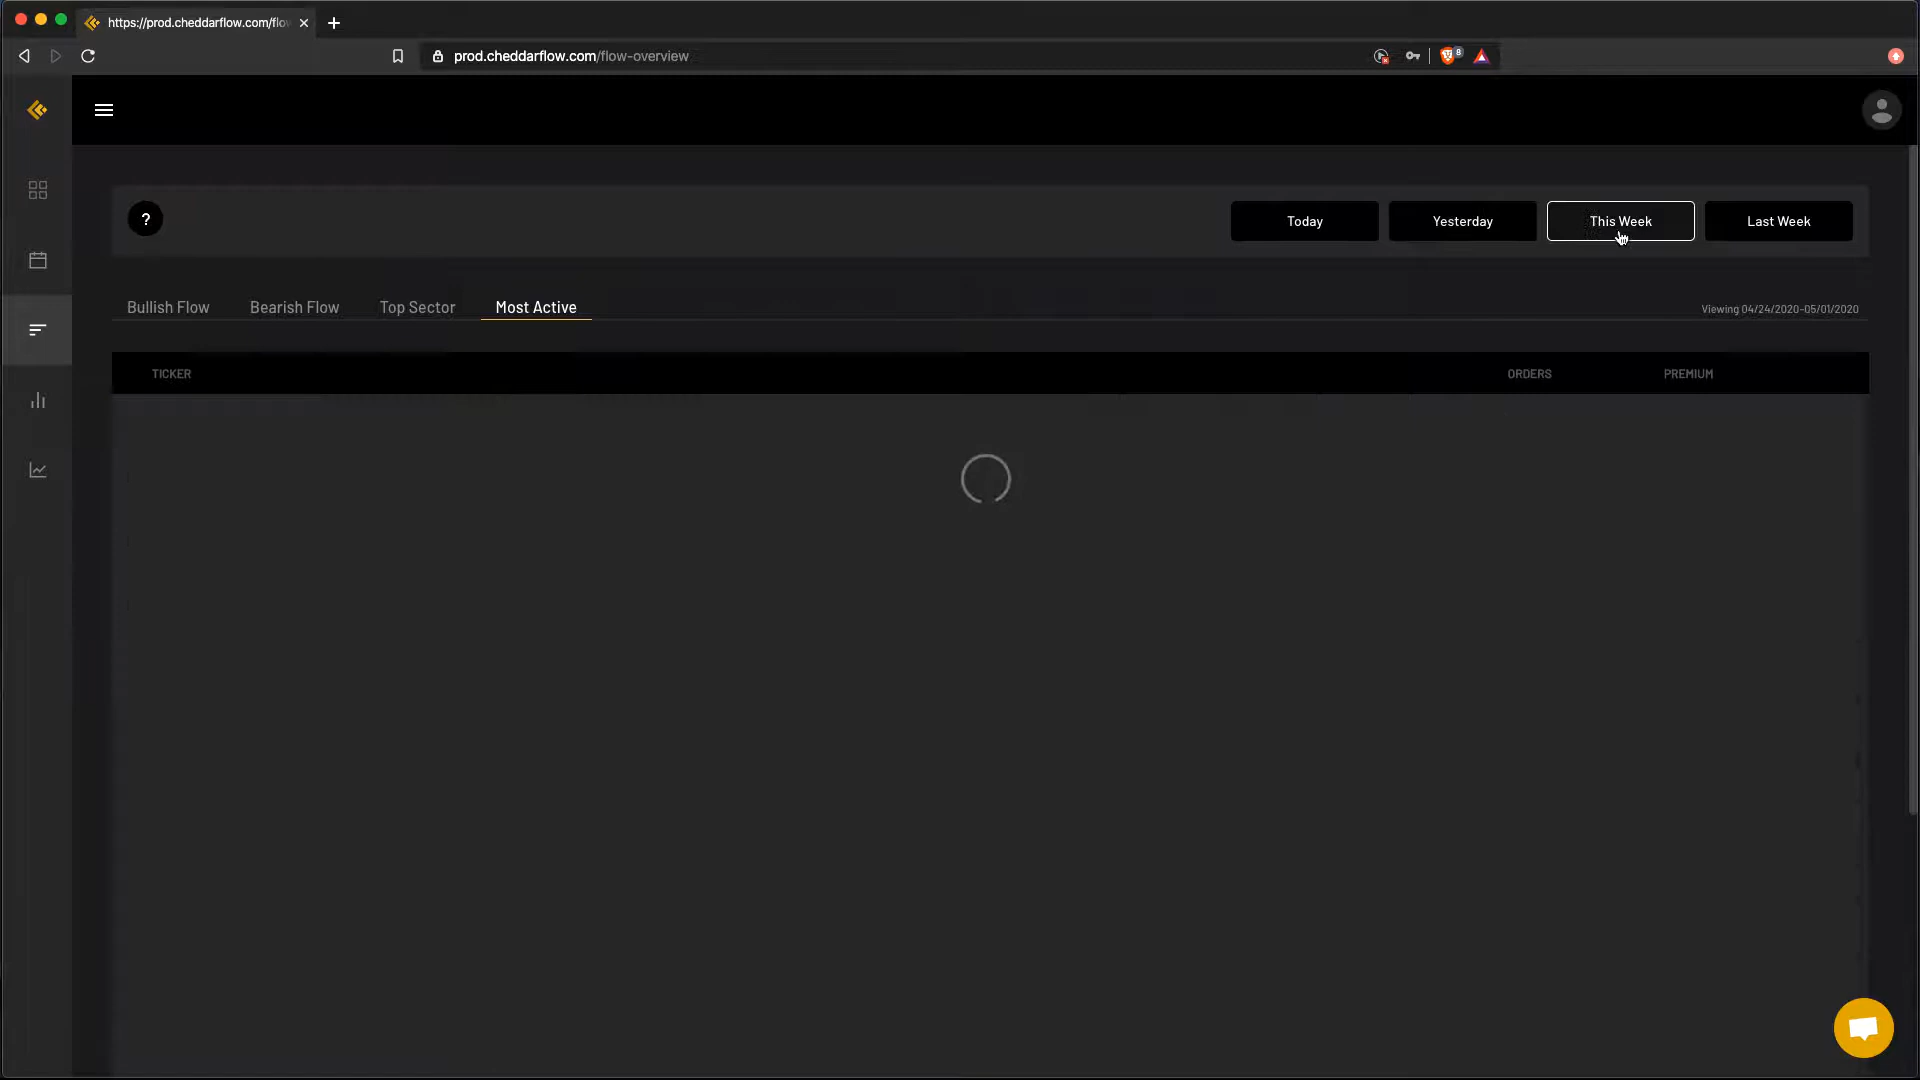 https://prod.cheddarflow.com/flo
prod.cheddarflow.com/flow-overview
8
?
Today
Yesterday
This Week
Last Week
Bullish Flow
Bearish Flow
Top Sector
Most Active
Viewing 04/24/2020-05/01/2020
TICKER
ORDERS
PREMIUM